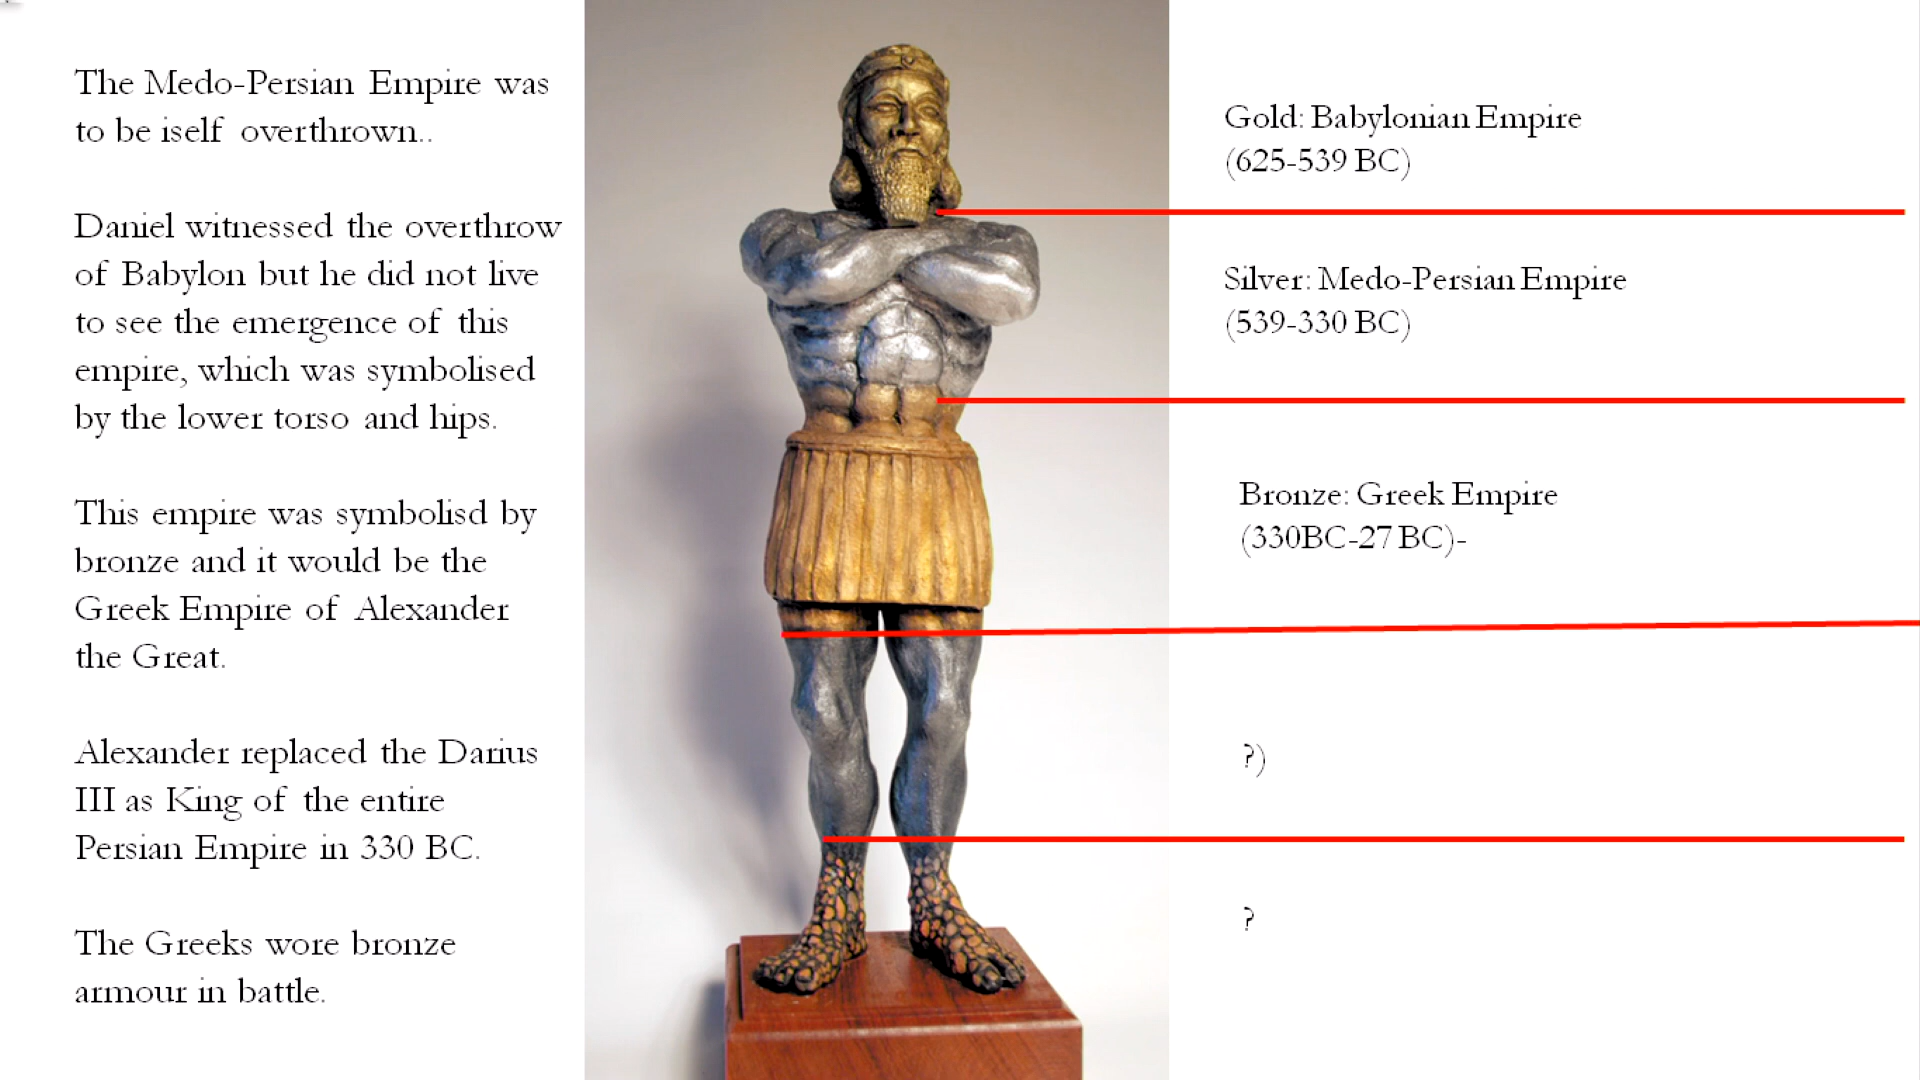 The Medo-Persian Empire was
to be iself overthrown..
Daniel witnessed the overthrow
of Babylon but he did not live
to see the emergence of this
empire, which was symbolised
by the lower torso and hips.
This empire was symbolisd by
bronze and it would be the
Greek Empire of Alexander
the Great.
Alexander replaced the Darius
III as King of the entire
Persian Empire in 330 BC.
The Greeks wore bronze
armour in battle.
Gold: Babylonian Empire
(625-539 BC)
Silver: Medo-Persian Empire
(539-330 BC)
Bronze: Greek Empire
(330BC-27 BC)-
?)
?